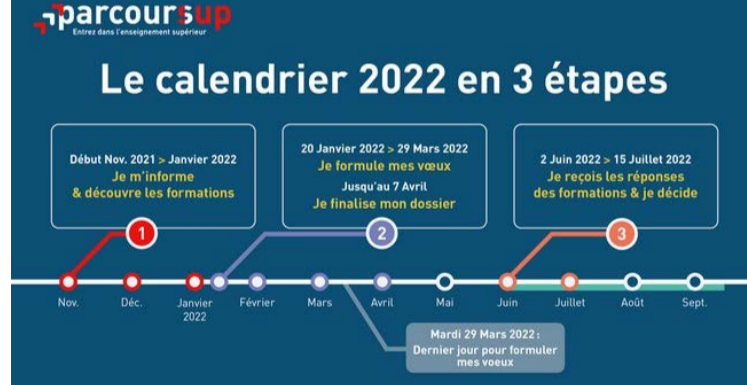 parcoursup
Entrez dans l'enseignement supérieur
Le calendrier 2022 en 3 étapes
Début Nov. 2021 > Janvier 2022
Je m'informe
& découvre les formations
1
20 Janvier 2022 > 29 Mars 2022
Je formule mes vœux
Jusqu'au 7 Avril
Je finalise mon dossier
2
2 Juin 2022 > 15 Juillet 2022
Je reçois les réponses
des formations & je décide
3
Nov. Déc. Janvier Février Mars Avril Mai Juin Juillet Août Sept.
2022
Mardi 29 Mars 2022 :
Dernier jour pour formuler
mes voeux